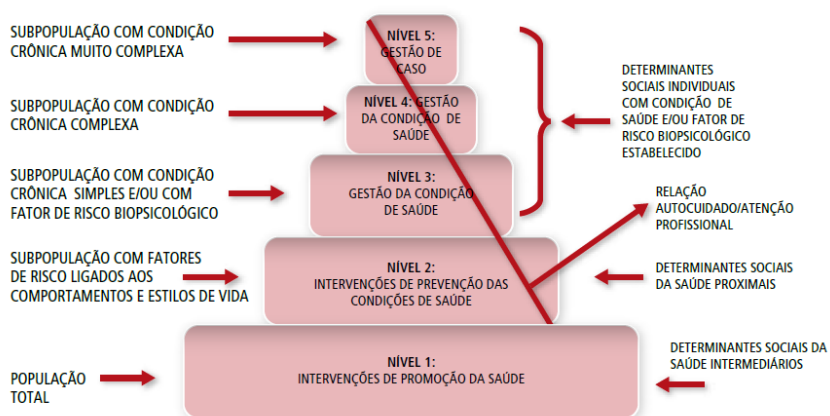 SUBPOPULAÇÃO COM CONDIÇÃO
CRÔNICA MUITO COMPLEXA
SUBPOPULAÇÃO COM CONDIÇÃO
CRÔNICA COMPLEXA
SUBPOPULAÇÃO COM CONDIÇÃO
CRÔNICA SIMPLES E/OU COM
FATOR DE RISCO BIOPSICOLÓGICO
SUBPOPULAÇÃO COM FATORES
DE RISCO LIGADOS AOS
COMPORTAMENTOS E ESTILOS DE VIDA
POPULAÇÃO
TOTAL
NÍVEL 5:
GESTÃO DE
CASO
NÍVEL 4: GESTÃO
DA CONDIÇÃO DE
SAÚDE
NÍVEL 3:
GESTÃO DA CONDIÇÃO
DE SAÚDE
NÍVEL 2:
INTERVENÇÕES DE PREVENÇÃO DAS
CONDIÇÕES DE SAÚDE
NÍVEL 1:
INTERVENÇÕES DE PROMOÇÃO DA SAÚDE
DETERMINANTES
SOCIAIS INDIVIDUAIS
COM CONDIÇÃO DE
SAÚDE E/OU FATOR DE
RISCO BIOPSICOLÓGICO
ESTABELECIDO
RELAÇÃO
AUTOCUIDADO/ATENÇÃO
PROFISSIONAL
DETERMINANTES SOCIAIS
DA SAÚDE PROXIMAIS
DETERMINANTES SOCIAIS DA
SAÚDE INTERMEDIÁRIOS